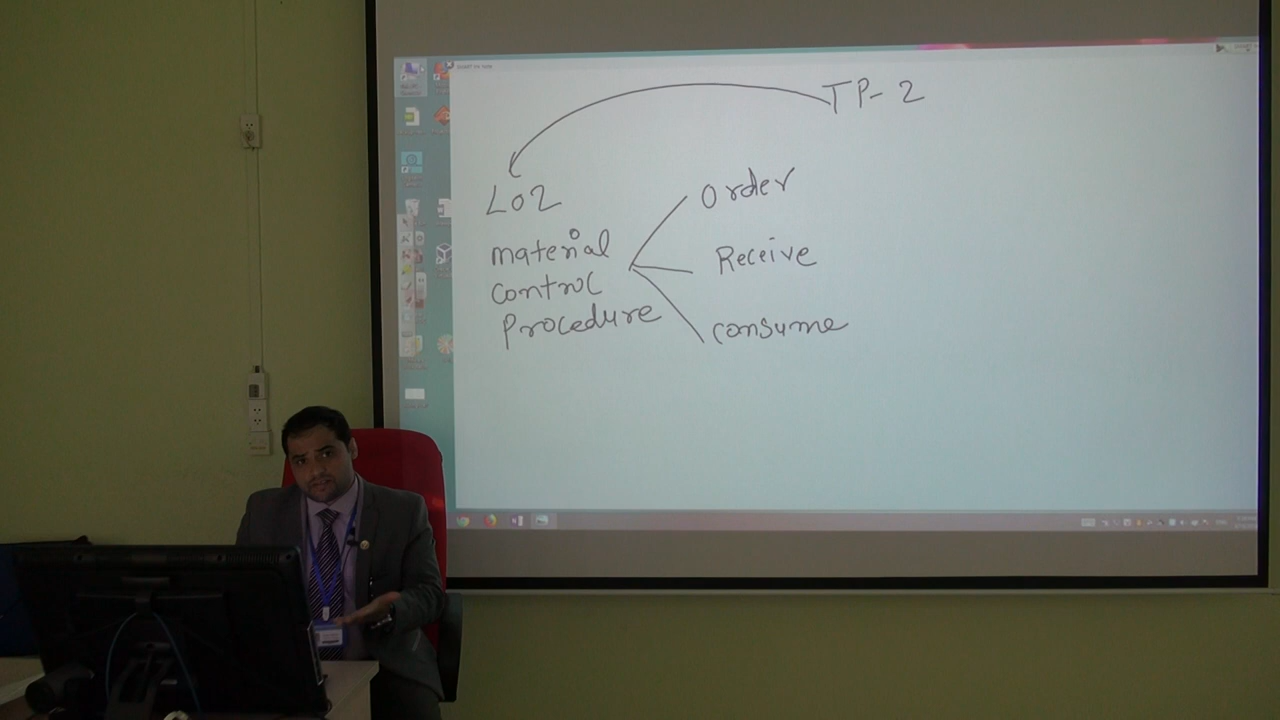 TP-2
LO2
Order
material
control
Procedure
Receive
consume